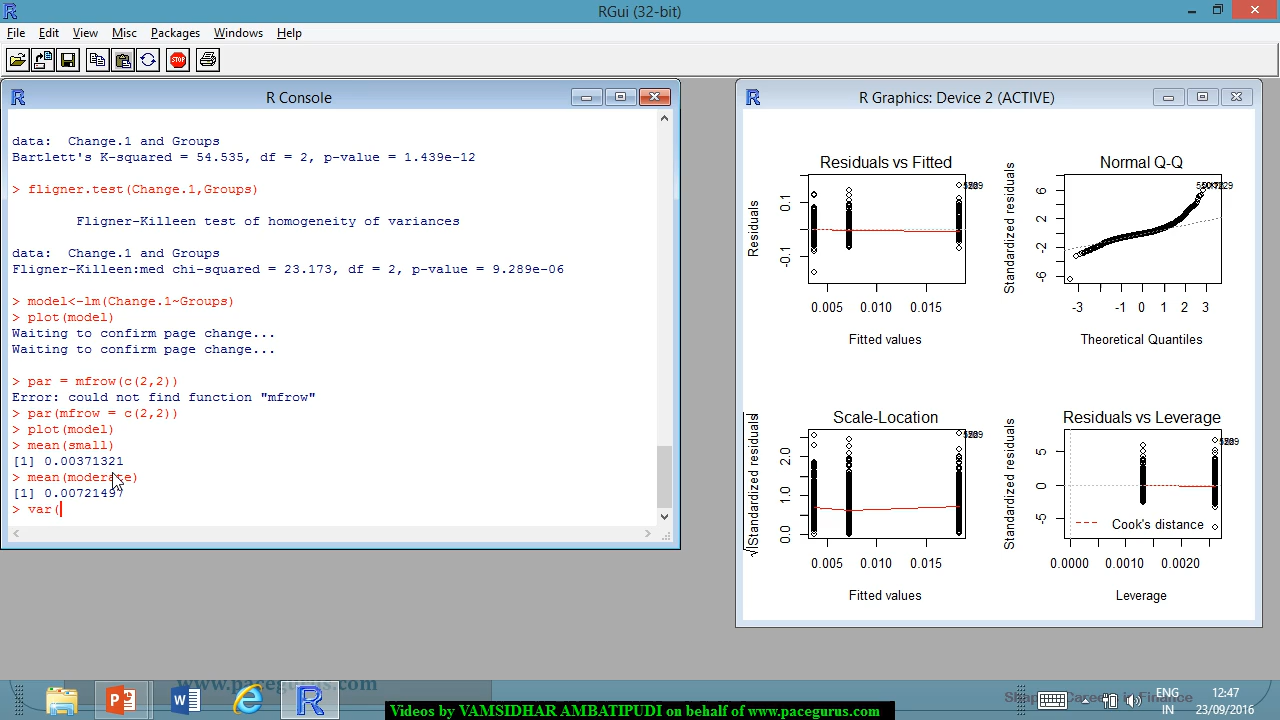 RGui (32-bit)
File Edit View Misc Packages Windows Help
STOP
R Console
data:  Change.1 and Groups
Bartlett's K-squared = 54.535, df = 2, p-value = 1.439e-12
> fligner.test(Change.1,Groups)
Fligner-Killeen test of homogeneity of variances
data:  Change.1 and Groups
Fligner-Killeen:med chi-squared = 23.173, df = 2, p-value = 9.289e-06
> model<-lm(Change.1~Groups)
> plot(model)
Waiting to confirm page change...
Waiting to confirm page change...
> par = mfrow(c(2,2))
Error: could not find function "mfrow"
> par(mfrow = c(2,2))
> plot(model)
> mean(small)
[1] 0.00371321
> mean(moderate)
[1] 0.00721497
> var(
R Graphics: Device 2 (ACTIVE)
Residuals vs Fitted
Residuals
0.1
-0.1
0.005 0.010 0.015
Fitted values
Normal Q-Q
Standardized residuals
6
2
-2
-6
-3 -1 0 1 2 3
Theoretical Quantiles
Scale-Location
√|Standardized residuals|
2.0
1.0
0.0
0.005 0.010 0.015
Fitted values
Residuals vs Leverage
Standardized residuals
5
0
-5
Cook's distance
0.0000 0.0010 0.0020
Leverage
www.pacegurus.com
ENG
IN
12:47
23/09/2016
Videos by VAMSIDHAR AMBATIPUDI on behalf of www.pacegurus.com